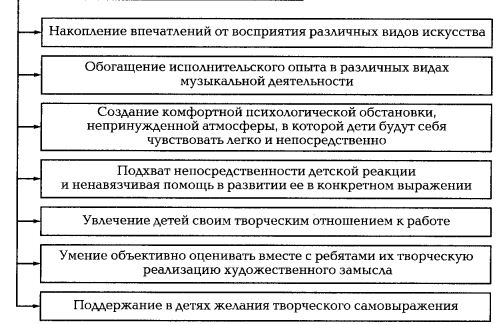 Накопление впечатлений от восприятия различных видов искусства
Обогащение исполнительского опыта в различных видах
музыкальной деятельности
Создание комфортной психологической обстановки,
непринужденной атмосферы, в которой дети будут себя
чувствовать легко и непосредственно
Подхват непосредственности детской реакции
и ненавязчивая помощь в развитии ее в конкретном выражении
Увлечение детей своим творческим отношением к работе
Умение объективно оценивать вместе с ребятами их творческую
реализацию художественного замысла
Поддержание в детях желания творческого самовыражения